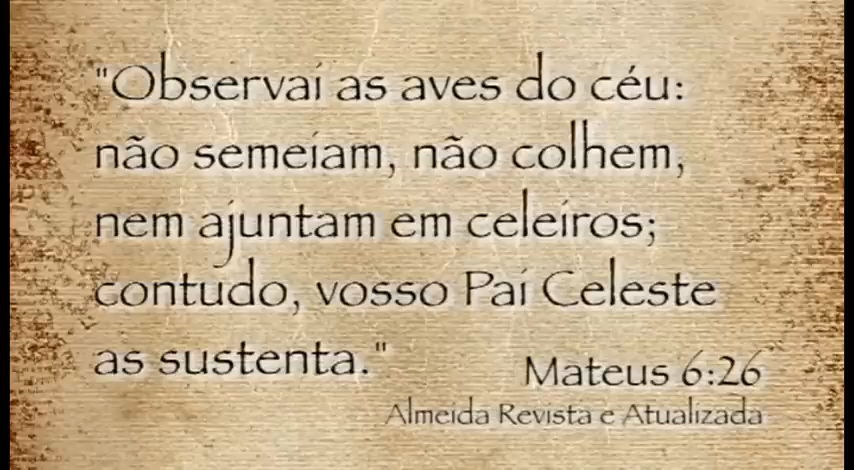 "Observai as aves do céu:
não semeiam, não colhem,
nem ajuntam em celeiros;
contudo, vosso Pai Celeste
as sustenta."
Mateus 6:26
Almeida Revista e Atualizada